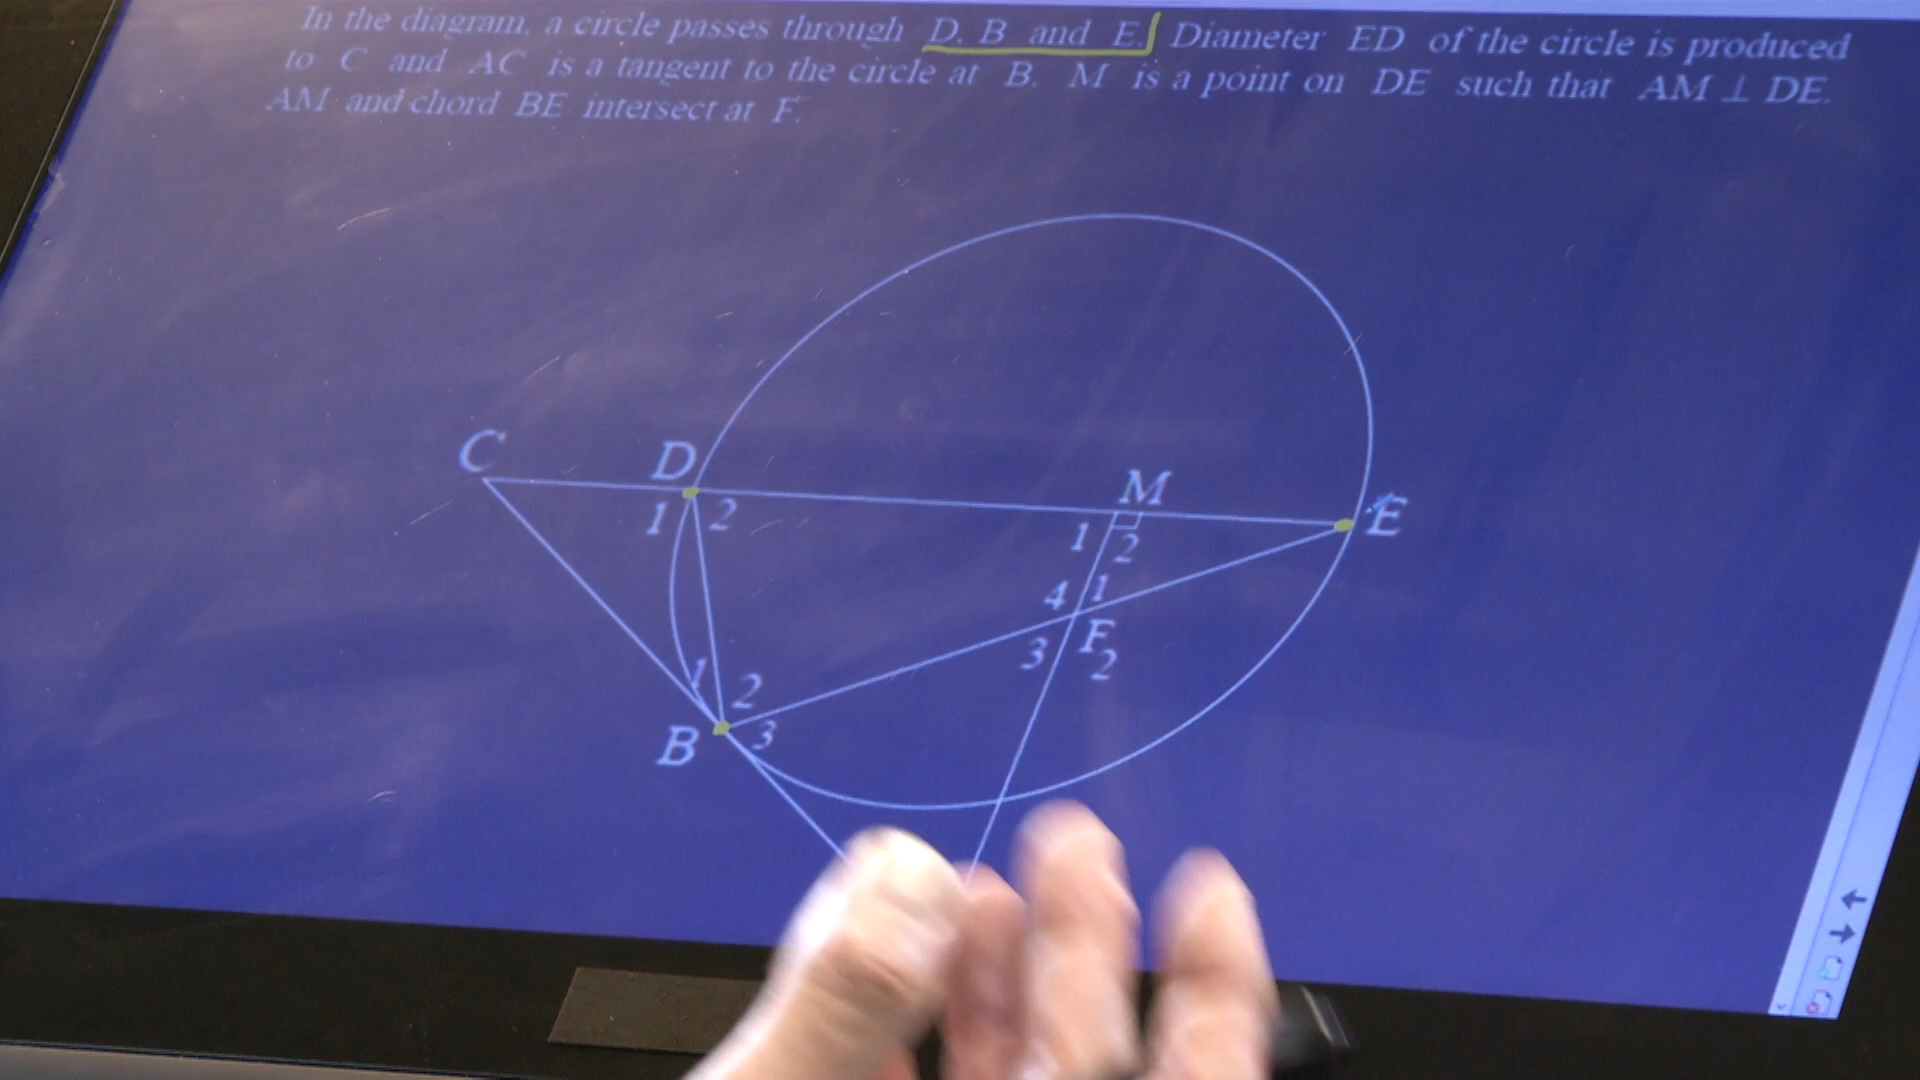 In the diagram, a circle passes through D, B and E. Diameter ED of the circle is produced
to C and AC is a tangent to the circle at B. M is a point on DE such that AM ⊥ DE.
AM and chord BE intersect at F.
C D M E
1 2 1 2
4 1
3 F 2
1 2
B 3